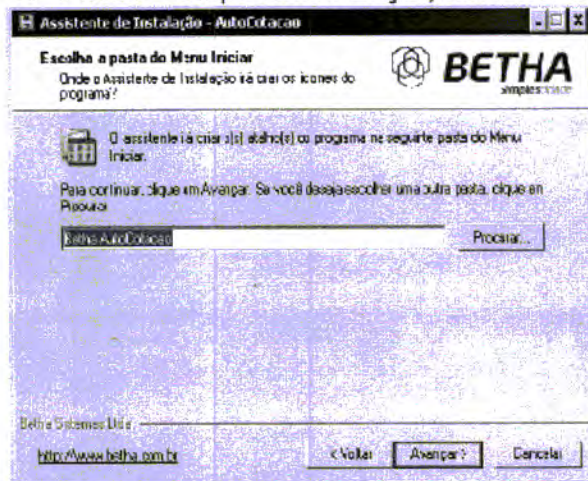 Assistente de Instalação - AutoCotacao
Escolha a pasta do Menu Iniciar
Onde o Assistente de Instalação irá criar os ícones do
programa?
BETHA
simples
O assistente irá criar o(s) atalho(s) do programa na seguinte pasta do Menu
Iniciar.
Para continuar, clique em Avançar. Se você deseja escolher uma outra pasta, clique em
Procurar.
Betha AutoCotacao
Procurar...
Betha Sistemas Ltda
http://www.betha.com.br
< Voltar
Avançar >
Cancelar